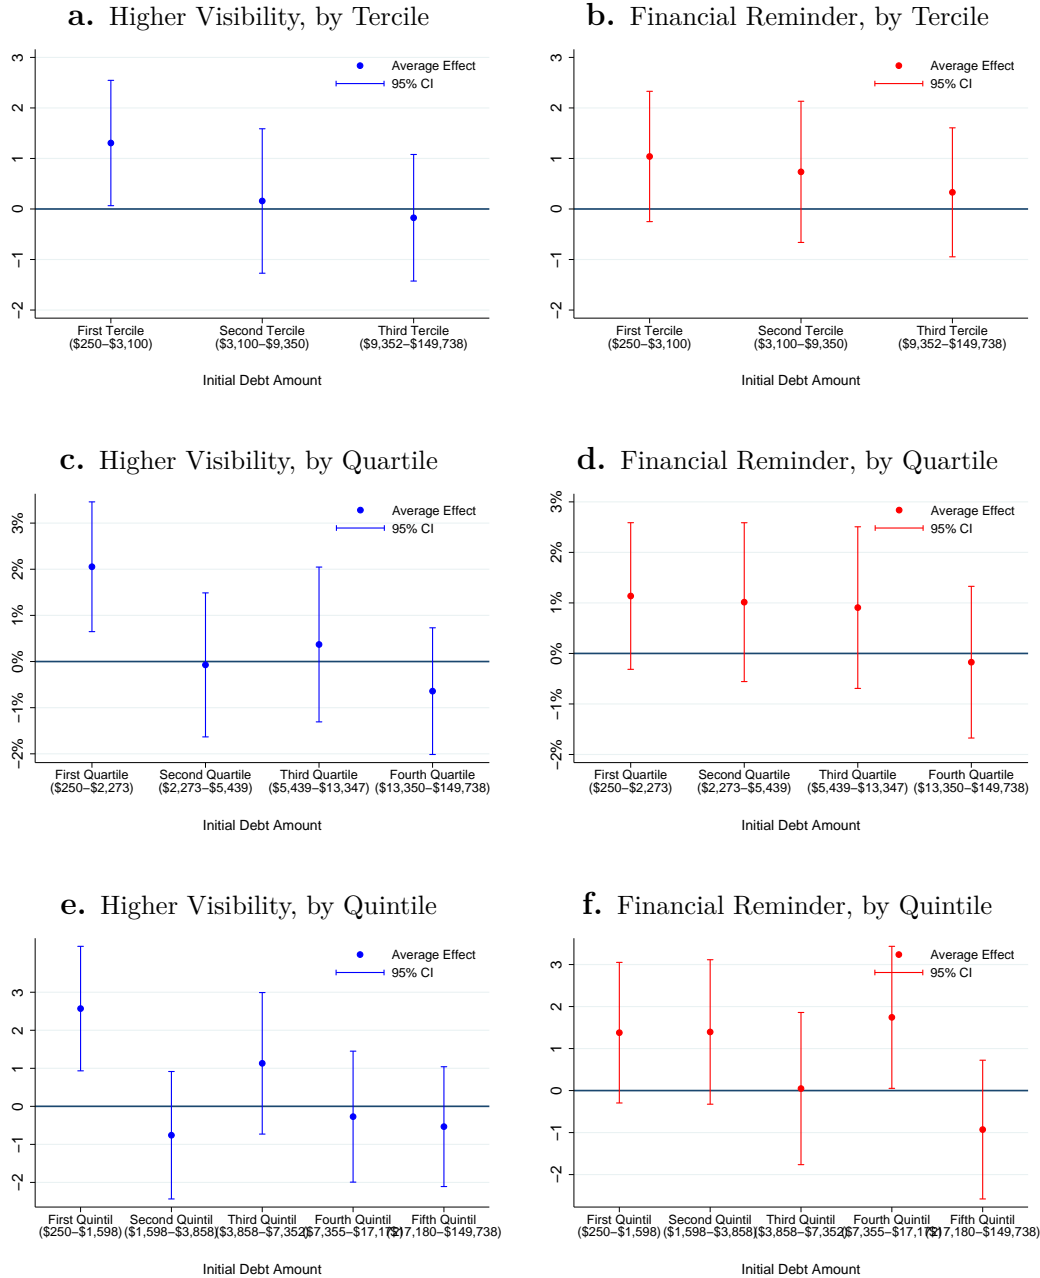 a. Higher Visibility, by Tercile
3
2
1
0
−1
−2
Average Effect
95% CI
First Tercile
($250−$3,100)
Second Tercile
($3,100−$9,350)
Third Tercile
($9,352−$149,738)
Initial Debt Amount
b. Financial Reminder, by Tercile
3
2
1
0
−1
−2
Average Effect
95% CI
First Tercile
($250−$3,100)
Second Tercile
($3,100−$9,350)
Third Tercile
($9,352−$149,738)
Initial Debt Amount
c. Higher Visibility, by Quartile
3%
2%
1%
0%
−1%
−2%
Average Effect
95% CI
First Quartile
($250−$2,273)
Second Quartile
($2,273−$5,439)
Third Quartile
($5,439−$13,347)
Fourth Quartile
($13,350−$149,738)
Initial Debt Amount
d. Financial Reminder, by Quartile
3%
2%
1%
0%
−1%
−2%
Average Effect
95% CI
First Quartile
($250−$2,273)
Second Quartile
($2,273−$5,439)
Third Quartile
($5,439−$13,347)
Fourth Quartile
($13,350−$149,738)
Initial Debt Amount
e. Higher Visibility, by Quintile
3
2
1
0
−1
−2
Average Effect
95% CI
First Quintil
($250−$1,598)
Second Quintil
($1,598−$3,858)
Third Quintil
($3,858−$7,352)
Fourth Quintil
Fifth Quintil
Initial Debt Amount
f. Financial Reminder, by Quintile
3
2
1
0
−1
−2
Average Effect
95% CI
First Quintil
($250−$1,598)
Second Quintil
($1,598−$3,858)
Third Quintil
($3,858−$7,352)
Fourth Quintil
Fifth Quintil
Initial Debt Amount